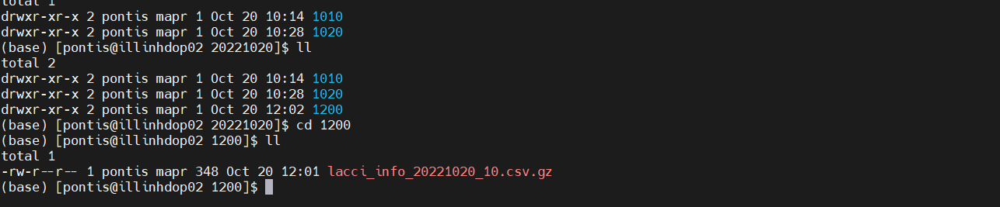 total 1
drwxr-xr-x 2 pontis mapr 1 Oct 20 10:14 1010
drwxr-xr-x 2 pontis mapr 1 Oct 20 10:28 1020
(base) [pontis@illinhdop02 20221020]$ ll
total 2
drwxr-xr-x 2 pontis mapr 1 Oct 20 10:14 1010
drwxr-xr-x 2 pontis mapr 1 Oct 20 10:28 1020
drwxr-xr-x 2 pontis mapr 1 Oct 20 12:02 1200
(base) [pontis@illinhdop02 20221020]$ cd 1200
(base) [pontis@illinhdop02 1200]$ ll
total 1
-rw-r--r-- 1 pontis mapr 348 Oct 20 12:01 lacci_info_20221020_10.csv.gz
(base) [pontis@illinhdop02 1200]$